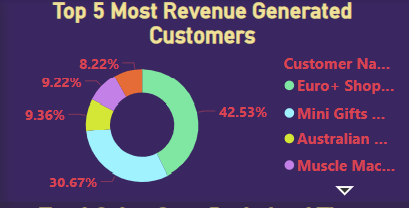 Top 5 Most Revenue Generated
Customers
8.22%
9.22%
9.36%
30.67%
42.53%
Customer Na...
Euro+ Shop...
Mini Gifts ...
Australian ...
Muscle Mac...